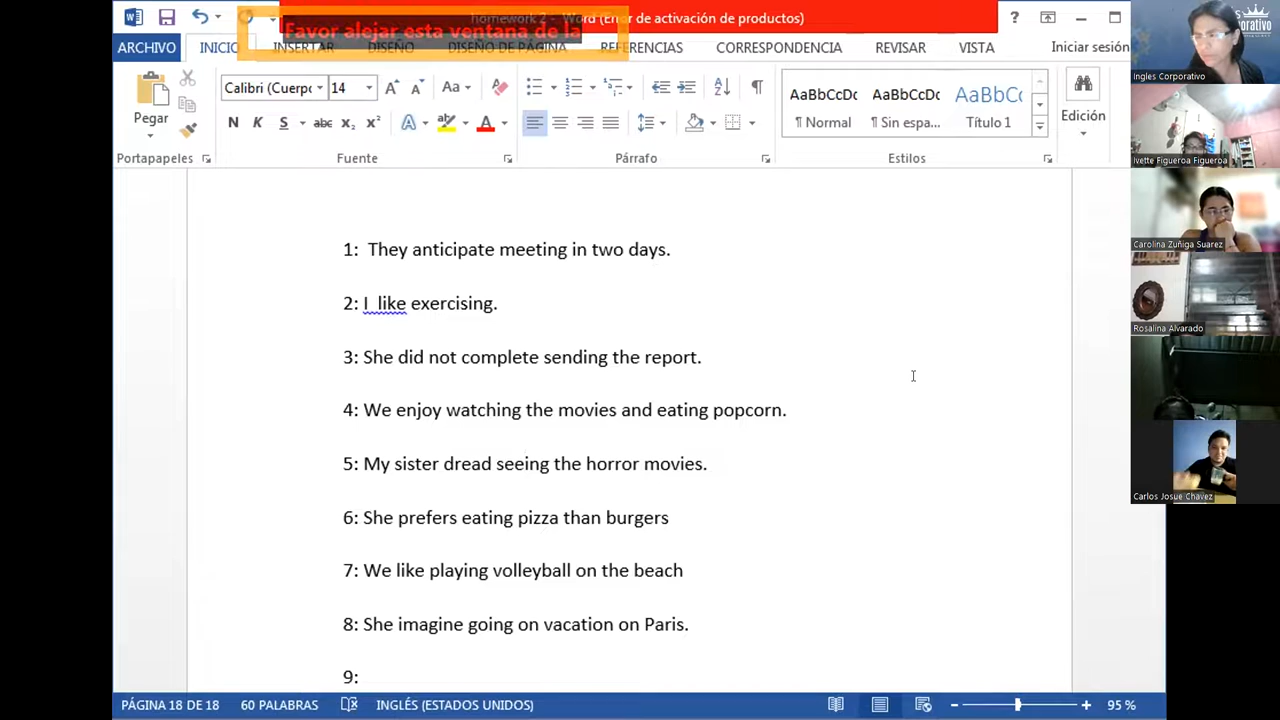 homework 2 - Word (Error de activación de productos)
Favor alejar esta ventana de la
ARCHIVO INICIO INSERTAR DISEÑO DISEÑO DE PÁGINA REFERENCIAS CORRESPONDENCIA REVISAR VISTA Iniciar sesión
Pegar
Calibri (Cuerpo 14
N K S abc x₂ x²
AaBbCcDc AaBbCcDc AaBbCc
¶ Normal ¶ Sin espa... Título 1
Edición
Portapapeles Fuente Párrafo Estilos
1: They anticipate meeting in two days.
2: I like exercising.
3: She did not complete sending the report.
4: We enjoy watching the movies and eating popcorn.
5: My sister dread seeing the horror movies.
6: She prefers eating pizza than burgers
7: We like playing volleyball on the beach
8: She imagine going on vacation on Paris.
9:
PÁGINA 18 DE 18 60 PALABRAS INGLÉS (ESTADOS UNIDOS) 95 %
Ingles Corporativo
Ivette Figueroa Figueroa
Carolina Zuñiga Suarez
Rosalina Alvarado
Carlos Josue Chavez